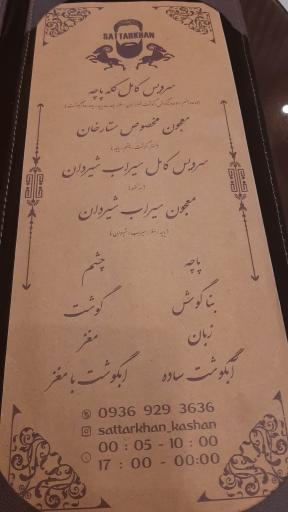 SATTARKHAN
سرویس کامل کله پاچه
معجون مخصوص ستارخان
سرویس کامل سیراب شیردان
معجون سیراب شیردان
پاچه چشم
بناگوش گوشت
زبان مغز
آبگوشت ساده آبگوشت با مغز
0936 929 3636
sattarkhan_kashan
00 : 05 - 10 : 00
17 : 00 - 00:00